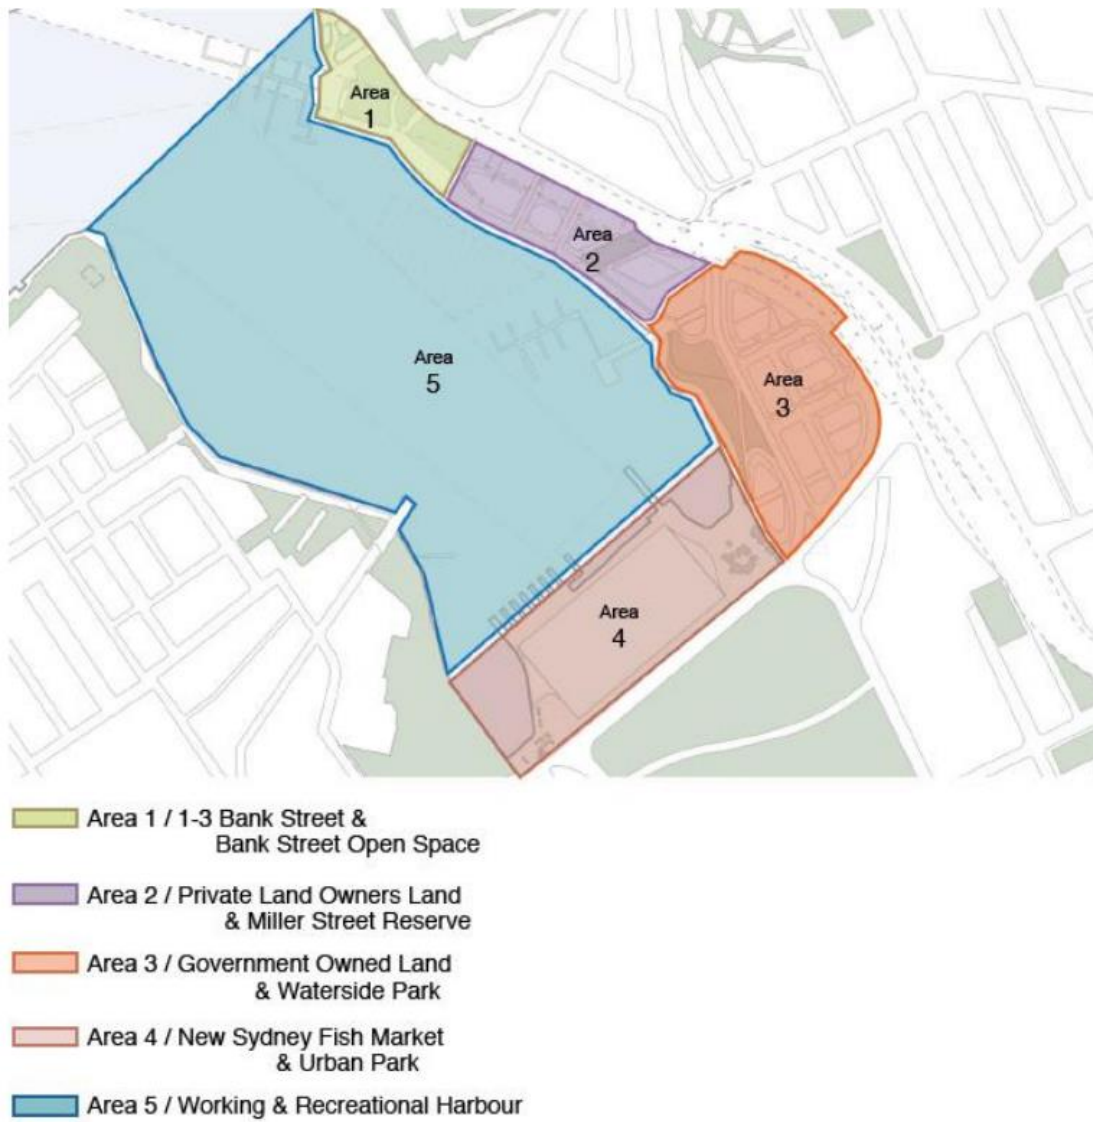 Area
1
Area
2
Area
3
Area
5
Area
4
Area 1 / 1-3 Bank Street &
Bank Street Open Space
Area 2 / Private Land Owners Land
& Miller Street Reserve
Area 3 / Government Owned Land
& Waterside Park
Area 4 / New Sydney Fish Market
& Urban Park
Area 5 / Working & Recreational Harbour